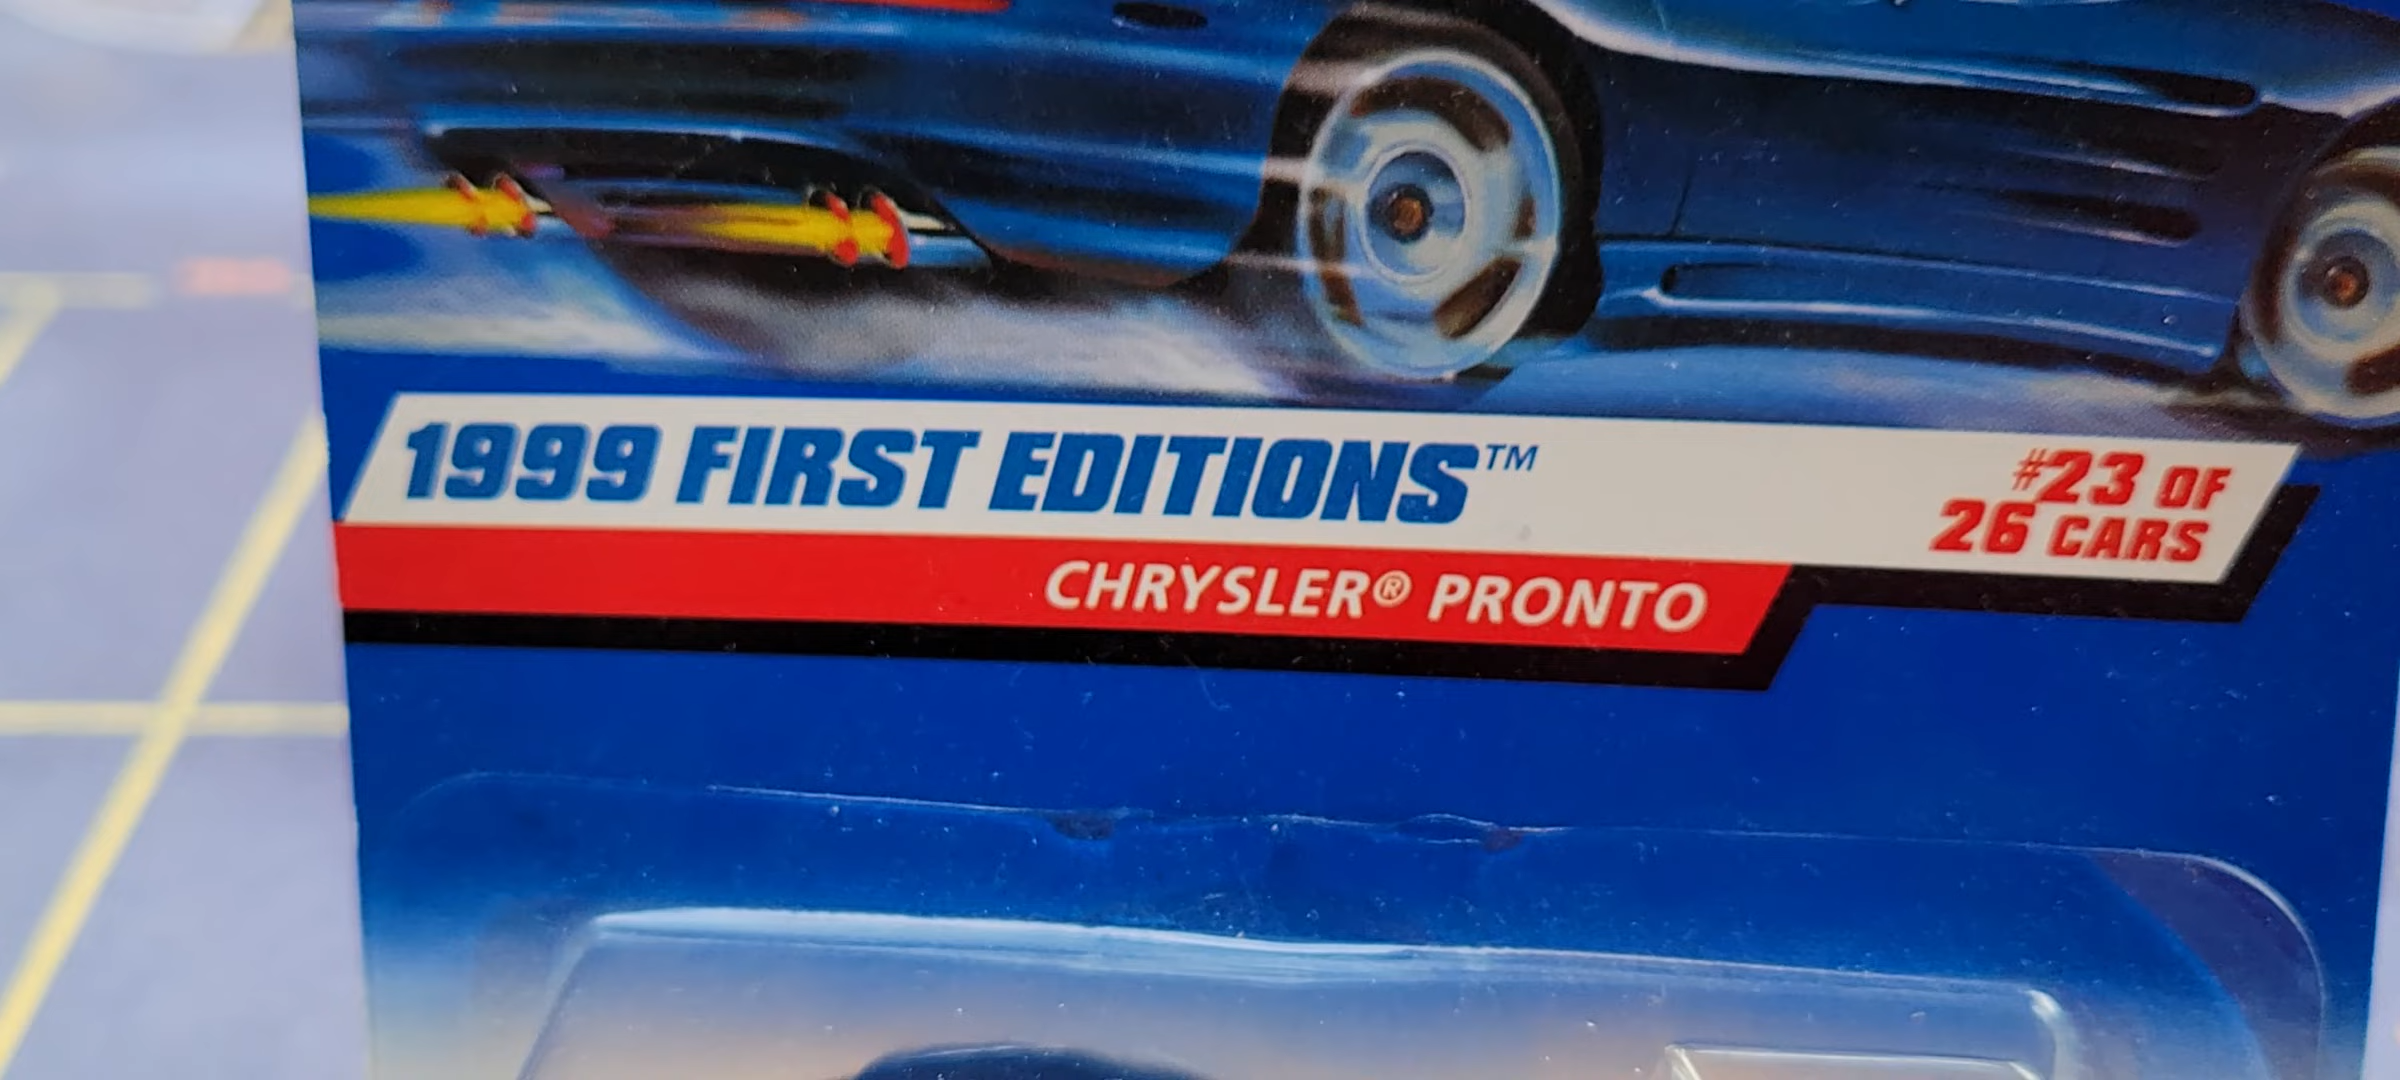 1999 FIRST EDITIONS™
#23 OF
26 CARS
CHRYSLER® PRONTO